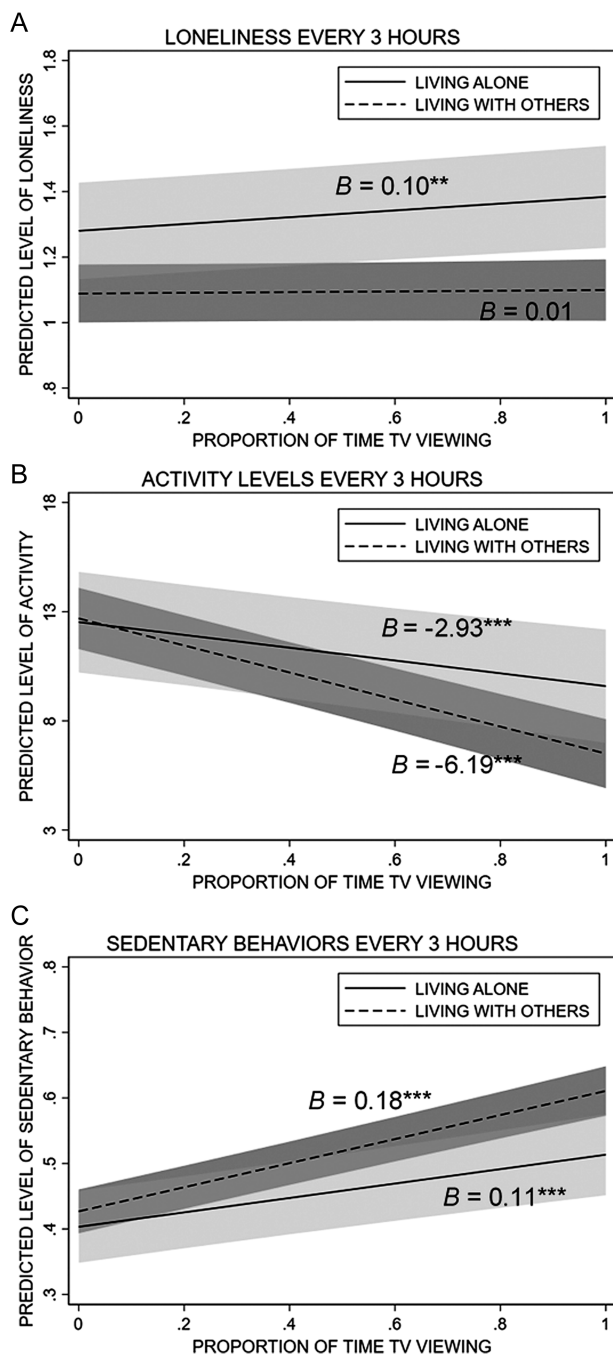 A
LONELINESS EVERY 3 HOURS
LIVING ALONE
LIVING WITH OTHERS
B = 0.10**
B = 0.01
PREDICTED LEVEL OF LONELINESS
1.8
1.6
1.4
1.2
1
.8
0 .2 .4 .6 .8 1
PROPORTION OF TIME TV VIEWING
B
ACTIVITY LEVELS EVERY 3 HOURS
LIVING ALONE
LIVING WITH OTHERS
B = -2.93***
B = -6.19***
PREDICTED LEVEL OF ACTIVITY
18
13
8
3
0 .2 .4 .6 .8 1
PROPORTION OF TIME TV VIEWING
C
SEDENTARY BEHAVIORS EVERY 3 HOURS
LIVING ALONE
LIVING WITH OTHERS
B = 0.18***
B = 0.11***
PREDICTED LEVEL OF SEDENTARY BEHAVIOR
.8
.7
.6
.5
.4
.3
0 .2 .4 .6 .8 1
PROPORTION OF TIME TV VIEWING